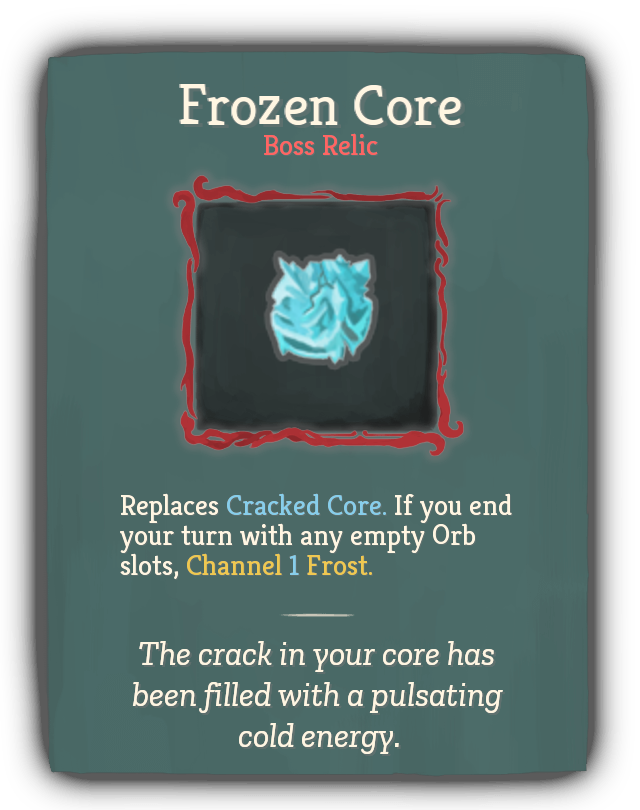 Frozen Core
Boss Relic
Replaces Cracked Core. If you end
your turn with any empty Orb
slots, Channel 1 Frost.
The crack in your core has
been filled with a pulsating
cold energy.